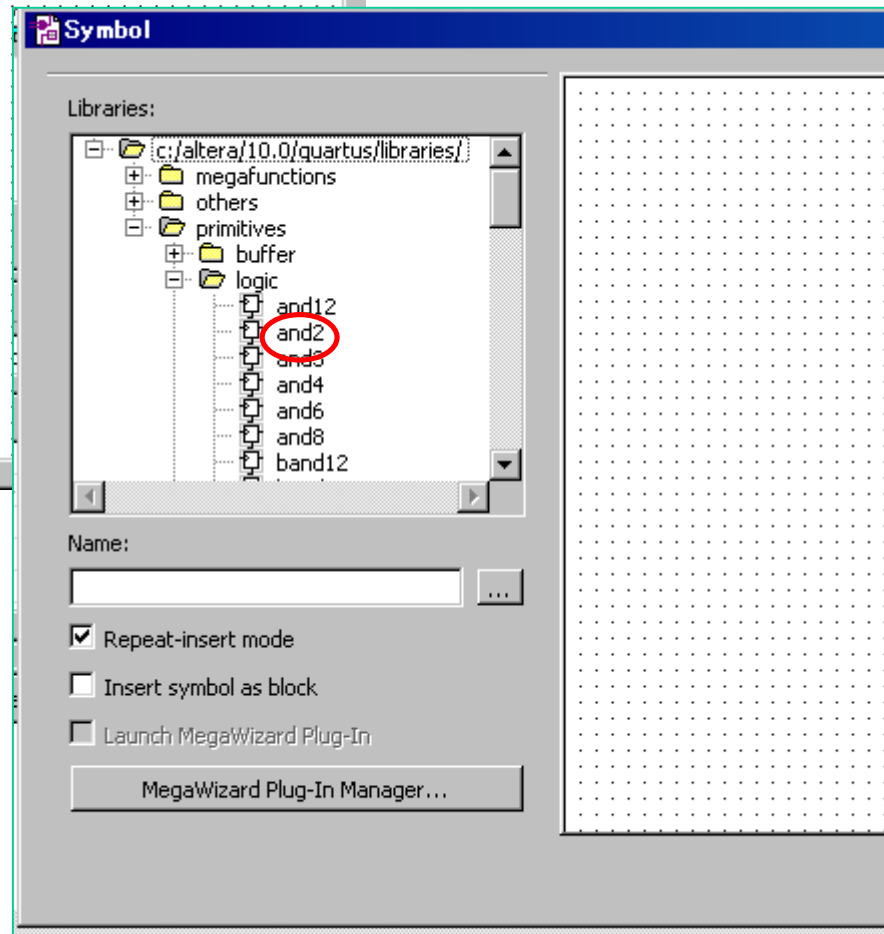 Symbol
Libraries:
c:/altera/10.0/quartus/libraries/
megafunctions
others
primitives
buffer
logic
and12
and2
and3
and4
and6
and8
band12
Name:
...
Repeat-insert mode
Insert symbol as block
Launch MegaWizard Plug-In
MegaWizard Plug-In Manager...